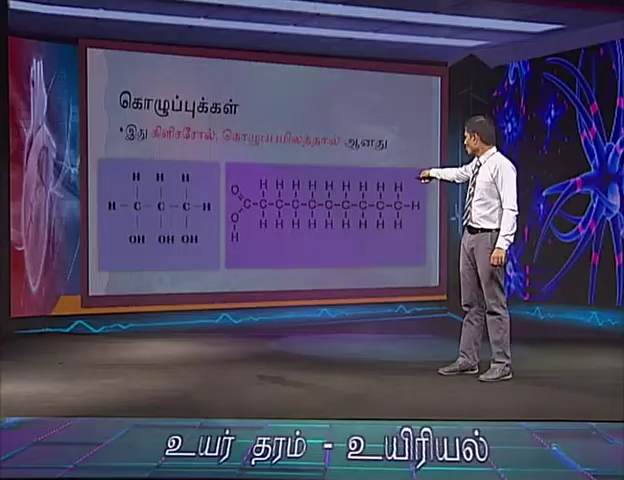 கொழுப்புக்கள்
*இது கிளிசரோல், கொழுப்பமிலத்தால் ஆனது
H H H O H H H H H H H H H
H - C - C - C - H C - C - C - C - C - C - C - C - C - C - H
OH OH OH O H H H H H H H H H
H
உயர் தரம் - உயிரியல்